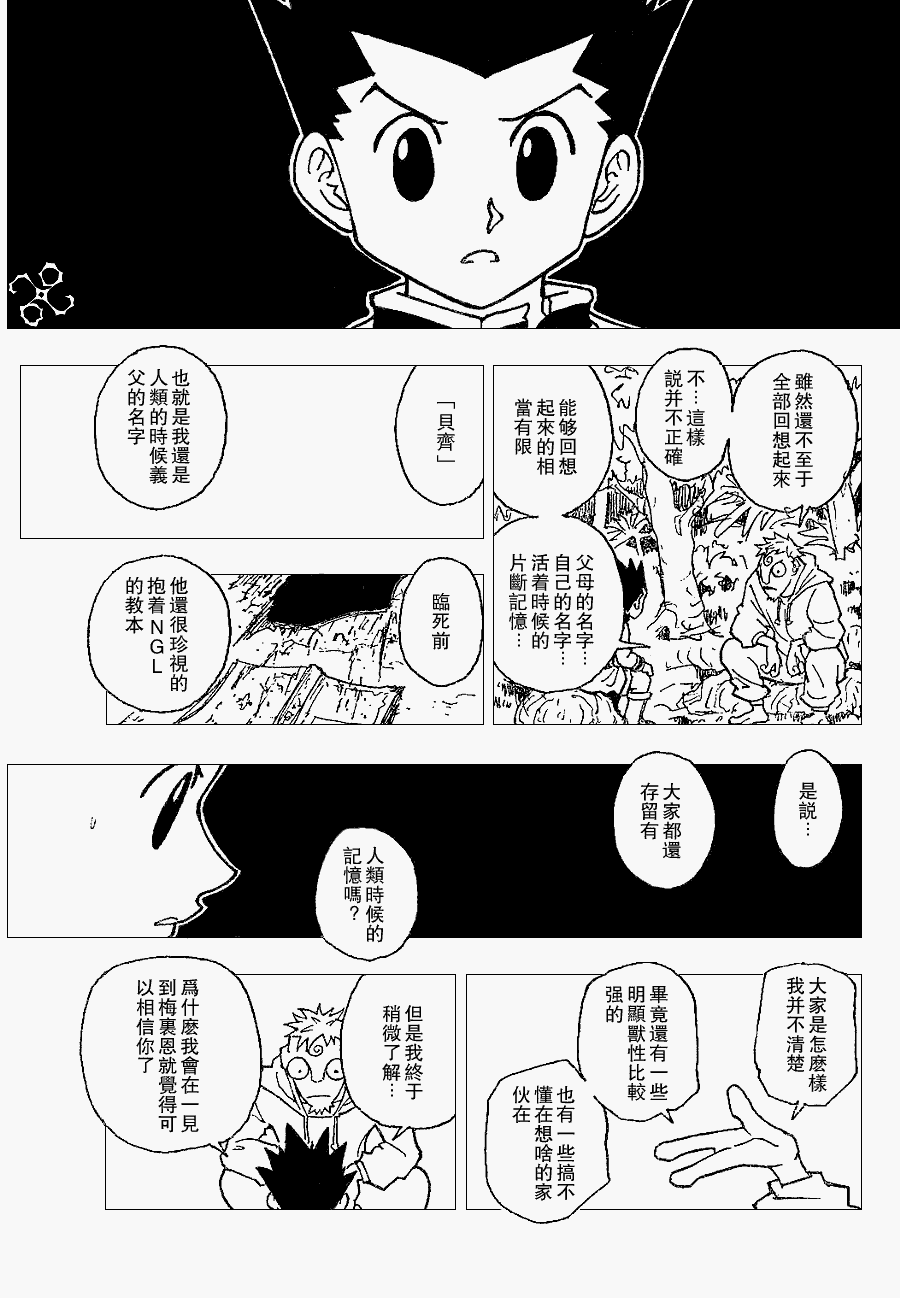 雖然還不至于
全部回想起來
不…這樣
説并不正確
能够回想
起來的相
當有限
父母的名字…
自己的名字…
活着時候的
片斷記憶…
「貝齊」
也就是我還是
人類的時候義
父的名字
臨死前
他還很珍視的
抱着NGL
的教本
是説…
大家都還
存留有
人類時候的
記憶嗎?
大家是怎麽樣
我并不清楚
畢竟還有一些
明顯獸性比較
强的
也有一些搞不
懂在想啥的家
伙在
但是我終于
稍微了解…
爲什麽我會在一見
到梅裏恩就覺得可
以相信你了